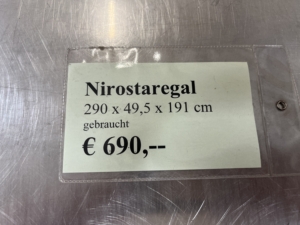 Nirostaregal
290 x 49,5 x 191 cm
gebraucht
€ 690,--